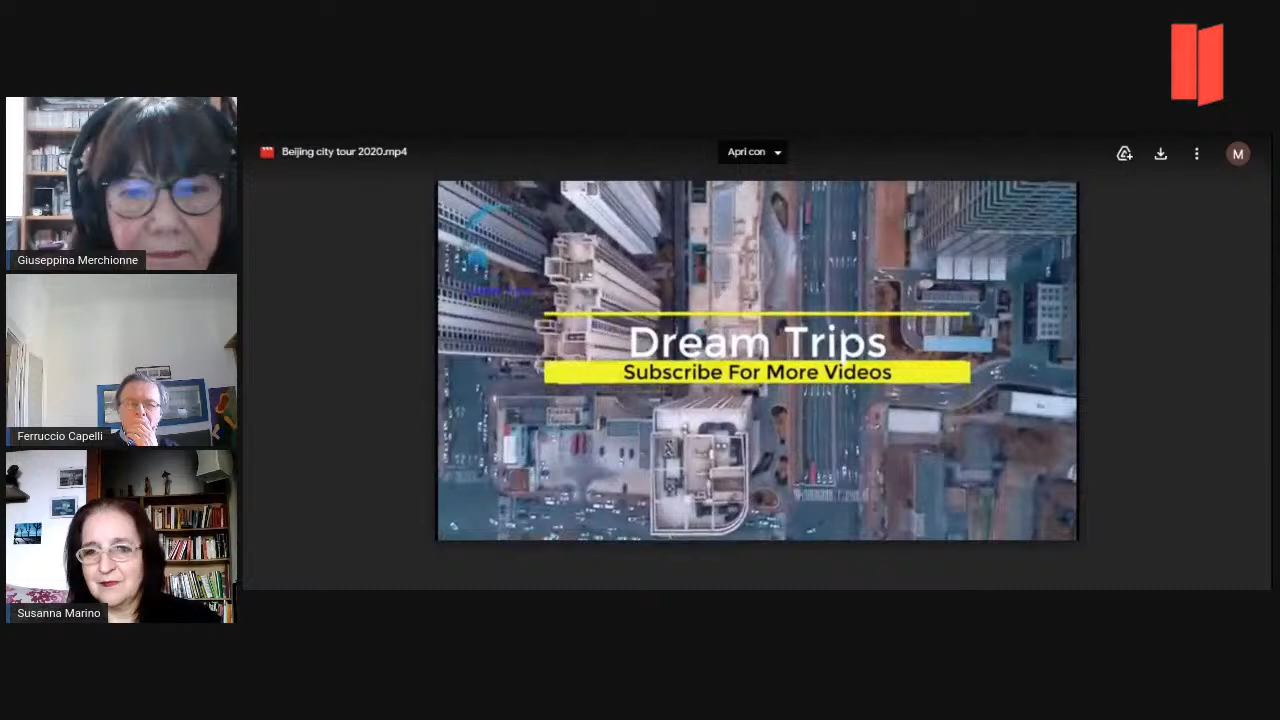 Beijing city tour 2020.mp4
Apri con
M
Giuseppina Merchionne
Ferruccio Capelli
Susanna Marino
Dream Trips
Subscribe For More Videos